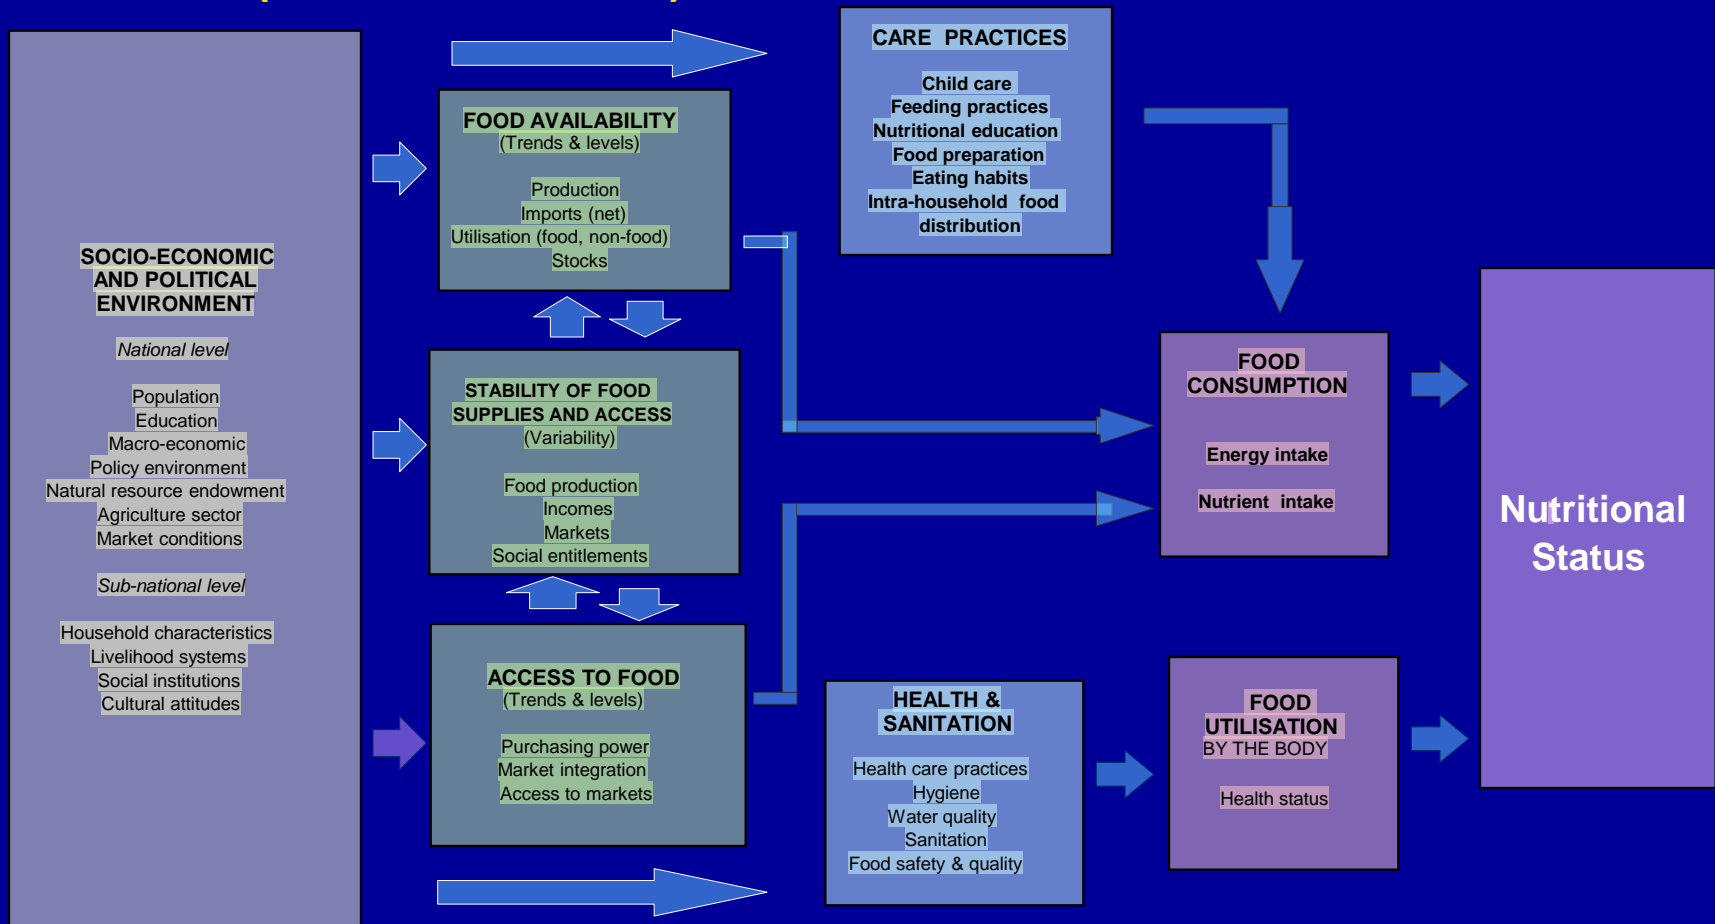 SOCIO-ECONOMIC
AND POLITICAL
ENVIRONMENT
National level
Population
Education
Macro-economic
Policy environment
Natural resource endowment
Agriculture sector
Market conditions
Sub-national level
Household characteristics
Livelihood systems
Social institutions
Cultural attitudes
FOOD AVAILABILITY
(Trends & levels)
Production
Imports (net)
Utilisation (food, non-food)
Stocks
STABILITY OF FOOD
SUPPLIES AND ACCESS
(Variability)
Food production
Incomes
Markets
Social entitlements
ACCESS TO FOOD
(Trends & levels)
Purchasing power
Market integration
Access to markets
CARE PRACTICES
Child care
Feeding practices
Nutritional education
Food preparation
Eating habits
Intra-household food
distribution
HEALTH &
SANITATION
Health care practices
Hygiene
Water quality
Sanitation
Food safety & quality
FOOD
CONSUMPTION
Energy intake
Nutrient intake
FOOD
UTILISATION
BY THE BODY
Health status
Nutritional
Status